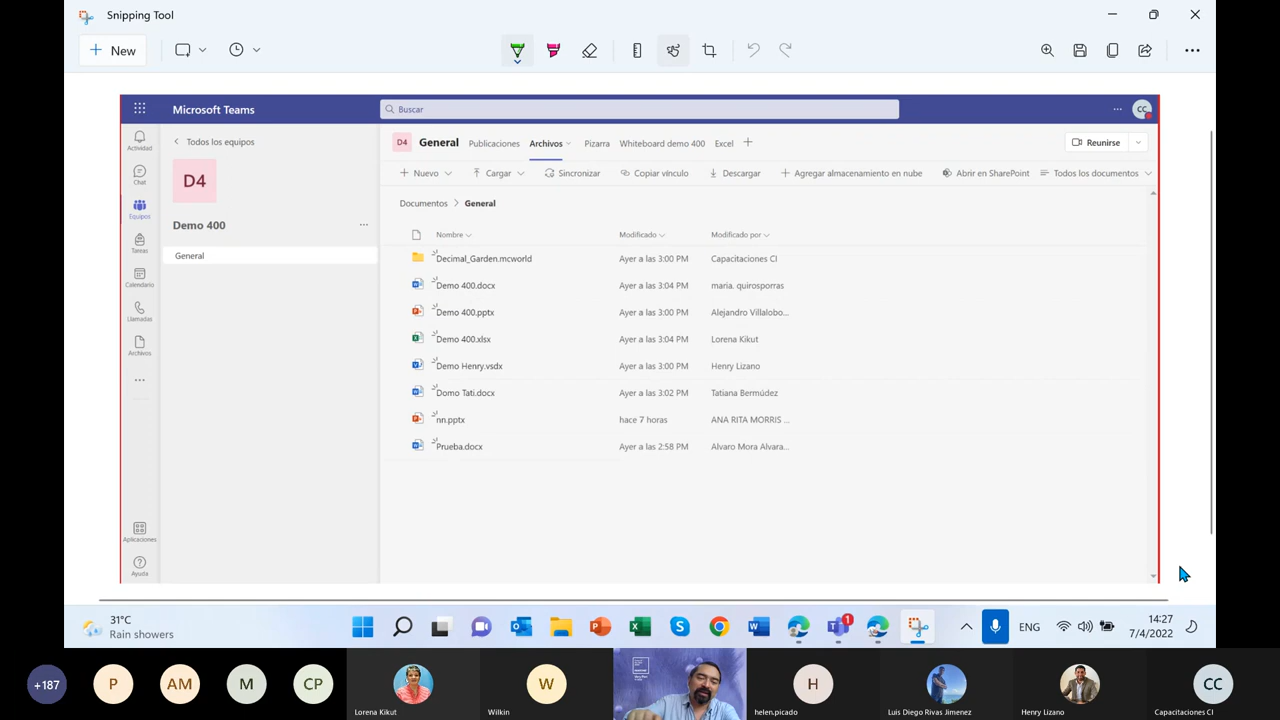 Snipping Tool
New
Microsoft Teams
Buscar
CC
Actividad
Chat
Equipos
Tareas
Calendario
Llamadas
Archivos
Aplicaciones
Ayuda
Todos los equipos
D4
Demo 400
General
D4 General Publicaciones Archivos Pizarra Whiteboard demo 400 Excel
Reunirse
Nuevo Cargar Sincronizar Copiar vínculo Descargar Agregar almacenamiento en nube Abrir en SharePoint Todos los documentos
Documentos > General
Nombre Modificado Modificado por
Decimal_Garden.mcworld Ayer a las 3:00 PM Capacitaciones CI
Demo 400.docx Ayer a las 3:04 PM maria. quirosporras
Demo 400.pptx Ayer a las 3:00 PM Alejandro Villalobo...
Demo 400.xlsx Ayer a las 3:04 PM Lorena Kikut
Demo Henry.vsdx Ayer a las 3:00 PM Henry Lizano
Domo Tati.docx Ayer a las 3:02 PM Tatiana Bermúdez
nn.pptx hace 7 horas ANA RITA MORRIS ...
Prueba.docx Ayer a las 2:58 PM Alvaro Mora Alvara...
31°C
Rain showers
1
ENG
14:27
7/4/2022
+187 P AM M CP W H CC
Lorena Kikut Wilkin helen.picado Luis Diego Rivas Jimenez Henry Lizano Capacitaciones CI